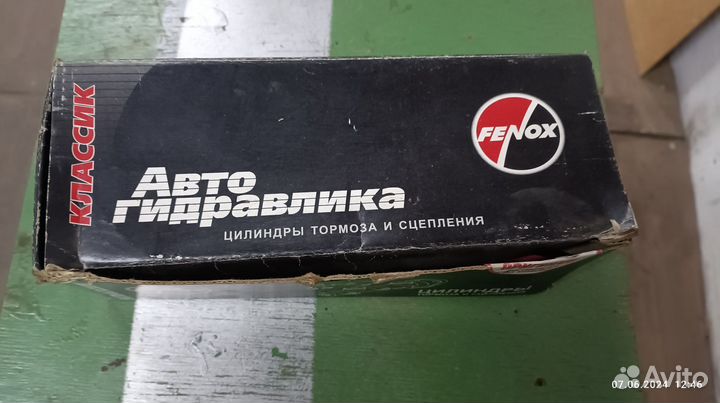 КЛАССИК
FENOX
Авто
гидравлика
ЦИЛИНДРЫ ТОРМОЗА И СЦЕПЛЕНИЯ
ЦИЛИНДРЫ
07.06.2024 12:46
Avito